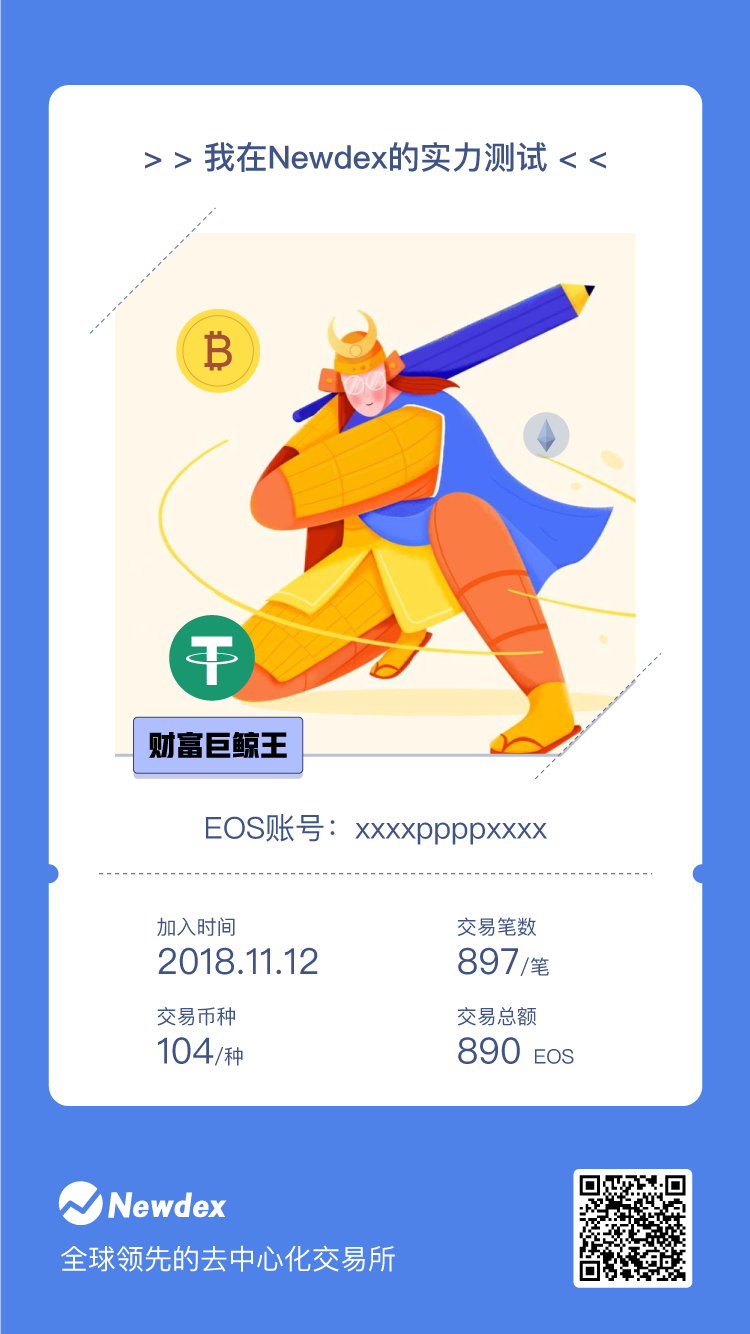 > > 我在Newdex的实力测试 < <
财富巨鲸王
EOS账号：xxxxppppxxxx
加入时间
2018.11.12
交易笔数
897/笔
交易币种
104/种
交易总额
890 EOS
Newdex
全球领先的去中心化交易所